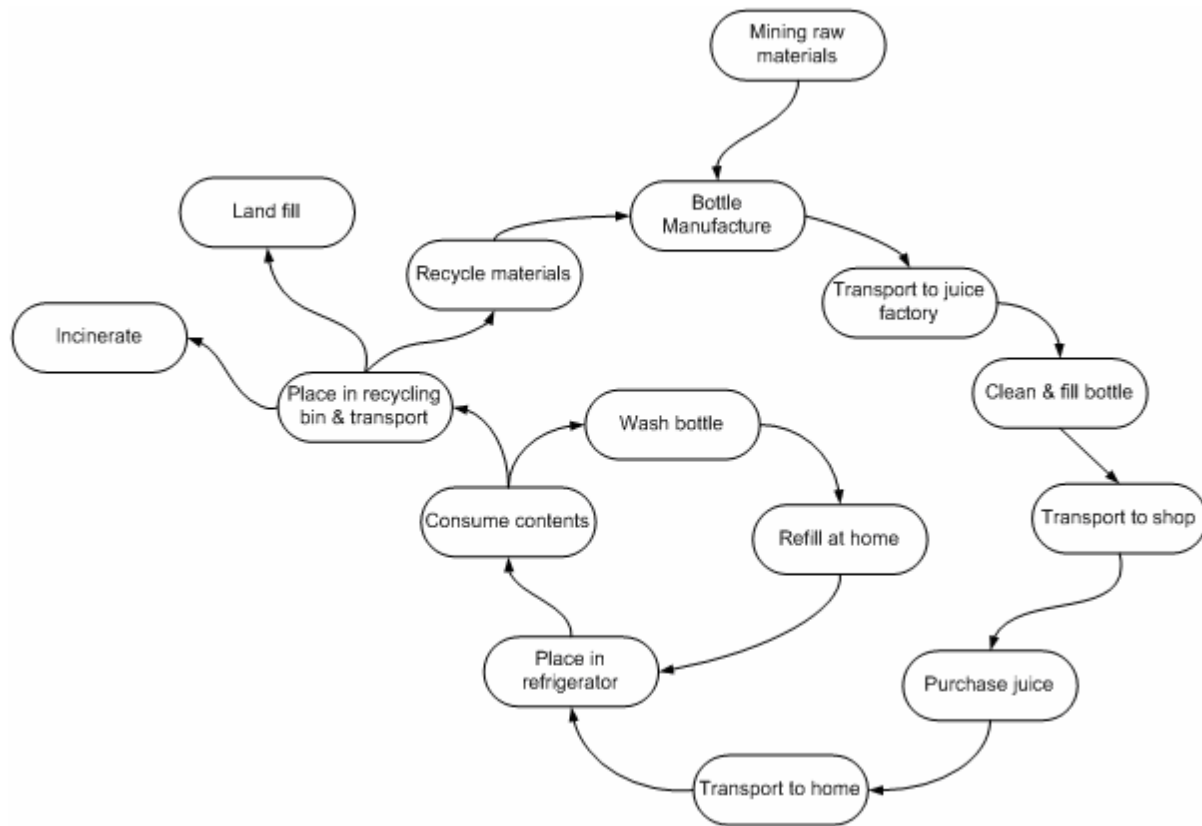 Mining raw
materials
Bottle
Manufacture
Land fill
Recycle materials
Transport to juice
factory
Incinerate
Place in recycling
bin & transport
Clean & fill bottle
Wash bottle
Consume contents
Transport to shop
Refill at home
Place in
refrigerator
Purchase juice
Transport to home